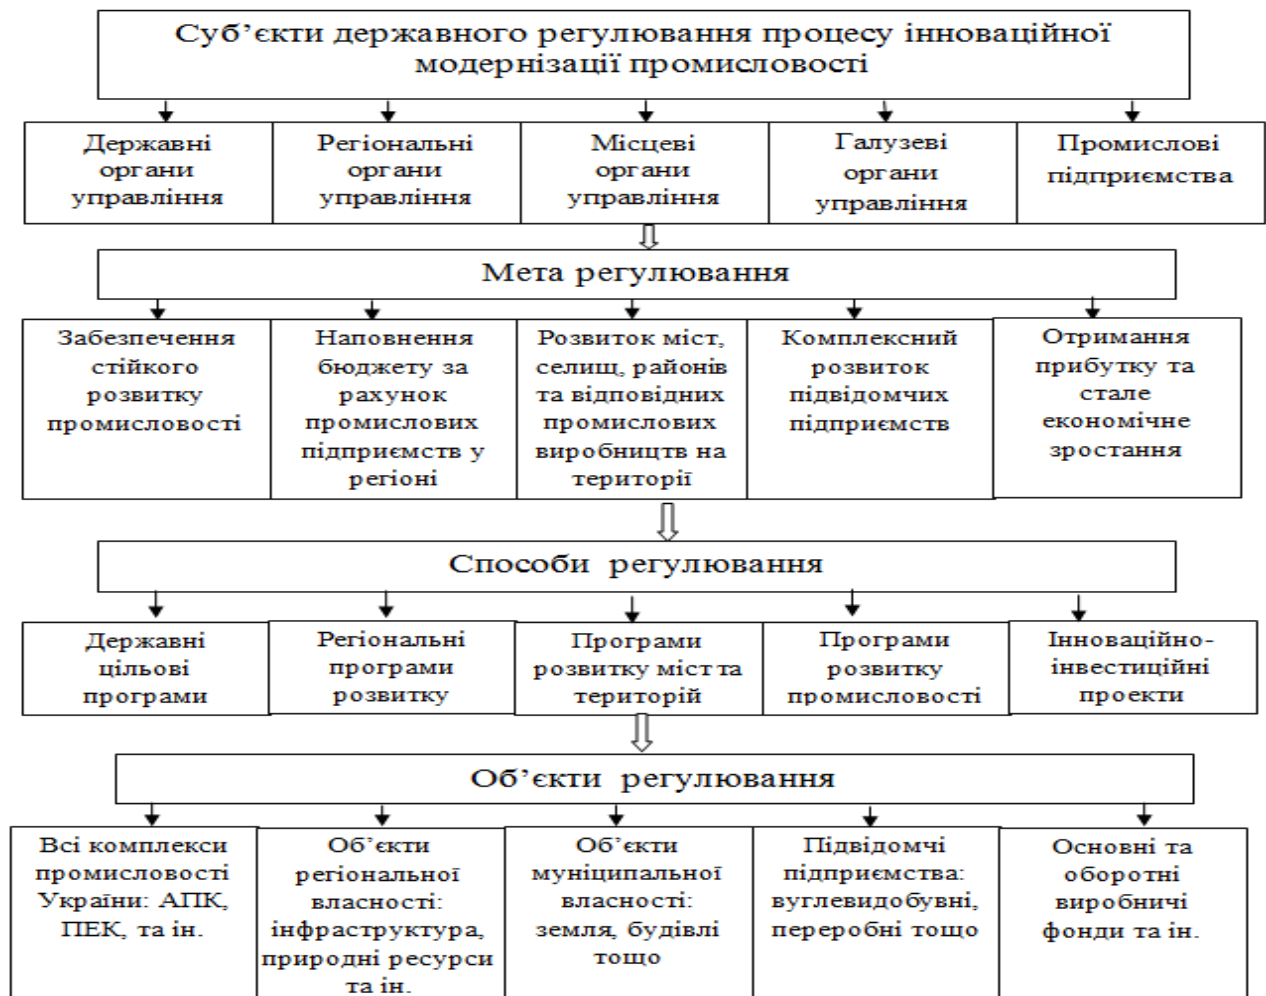 Суб’єкти державного регулювання процесу інноваційної
модернізації промисловості
Державні
органи
управління
Регіональні
органи
управління
Місцеві
органи
управління
Галузеві
органи
управління
Промислові
підприємства
Мета регулювання
Забезпечення
стійкого
розвитку
промисловості
Наповнення
бюджету за
рахунок
промислових
підприємств у
регіоні
Розвиток міст,
селищ, районів
та відповідних
промислових
виробництв на
території
Комплексний
розвиток
підвідомчих
підприємств
Отримання
прибутку та
стале
економічне
зростання
Способи регулювання
Державні
цільові
програми
Регіональні
програми
розвитку
Програми
розвитку міст та
територій
Програми
розвитку
промисловості
Інноваційно-
інвестиційні
проекти
Об’єкти регулювання
Всі комплекси
промисловості
України: АПК,
ПЕК, та ін.
Об’єкти
регіональної
власності:
інфраструктура,
природні ресурси
та ін.
Об’єкти
муніципальної
власності:
земля, будівлі
тощо
Підвідомчі
підприємства:
вуглевидобувні,
переробні тощо
Основні та
оборотні
виробничі
фонди та ін.